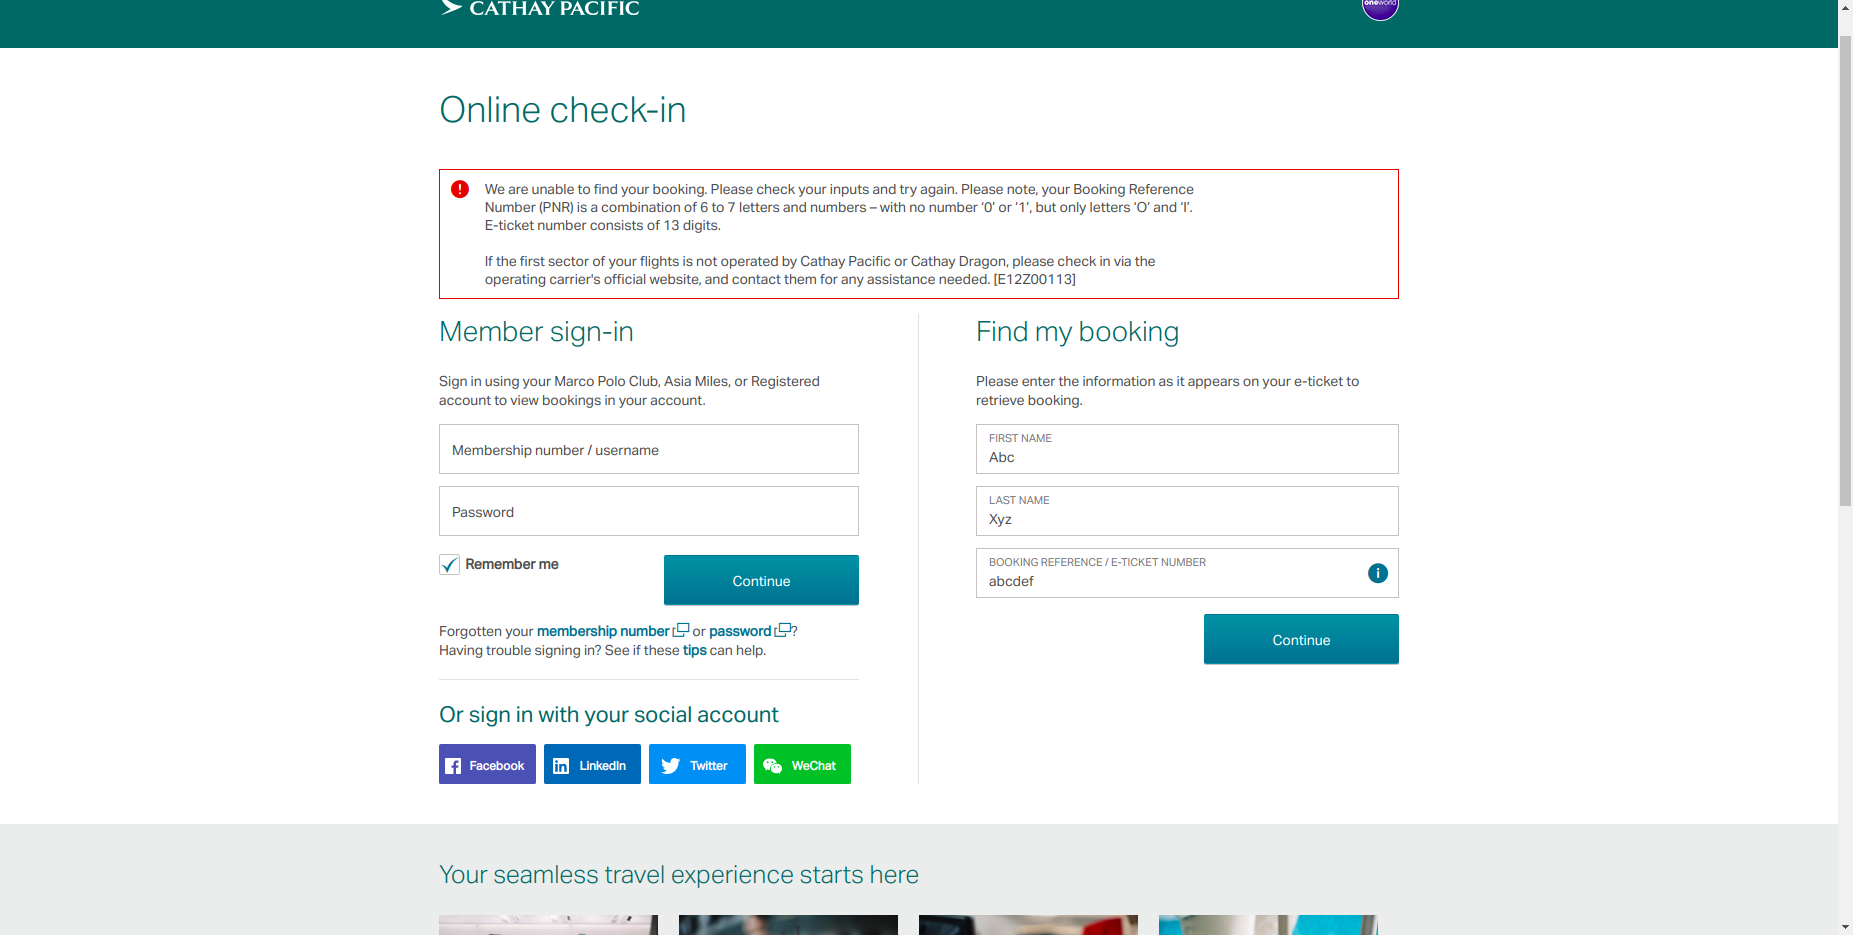 CATHAY PACIFIC
oneworld
Online check-in
We are unable to find your booking. Please check your inputs and try again. Please note, your Booking Reference
Number (PNR) is a combination of 6 to 7 letters and numbers – with no number ‘0’ or ‘1’, but only letters ‘O’ and ‘I’.
E-ticket number consists of 13 digits.
If the first sector of your flights is not operated by Cathay Pacific or Cathay Dragon, please check in via the
operating carrier's official website, and contact them for any assistance needed. [E12Z00113]
Member sign-in
Sign in using your Marco Polo Club, Asia Miles, or Registered
account to view bookings in your account.
Membership number / username
Password
Remember me
Continue
Forgotten your membership number or password?
Having trouble signing in? See if these tips can help.
Or sign in with your social account
Facebook
LinkedIn
Twitter
WeChat
Find my booking
Please enter the information as it appears on your e-ticket to
retrieve booking.
FIRST NAME
Abc
LAST NAME
Xyz
BOOKING REFERENCE / E-TICKET NUMBER
abcdef
Continue
Your seamless travel experience starts here